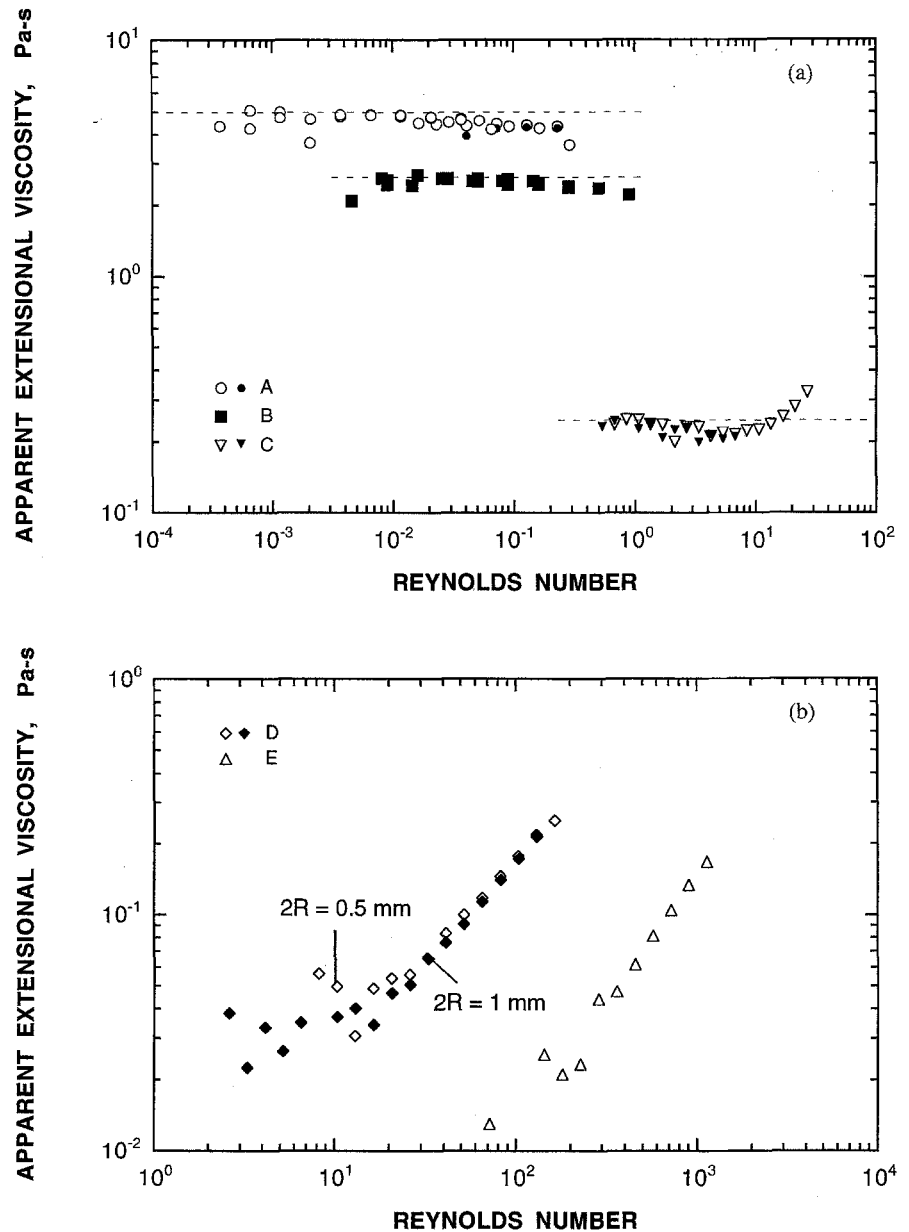 APPARENT EXTENSIONAL VISCOSITY, Pa-s
10^1
10^0
10^-1
(a)
A
B
C
10^-4 10^-3 10^-2 10^-1 10^0 10^1 10^2
REYNOLDS NUMBER
APPARENT EXTENSIONAL VISCOSITY, Pa-s
10^0
10^-1
10^-2
(b)
D
E
2R = 0.5 mm
2R = 1 mm
10^0 10^1 10^2 10^3 10^4
REYNOLDS NUMBER